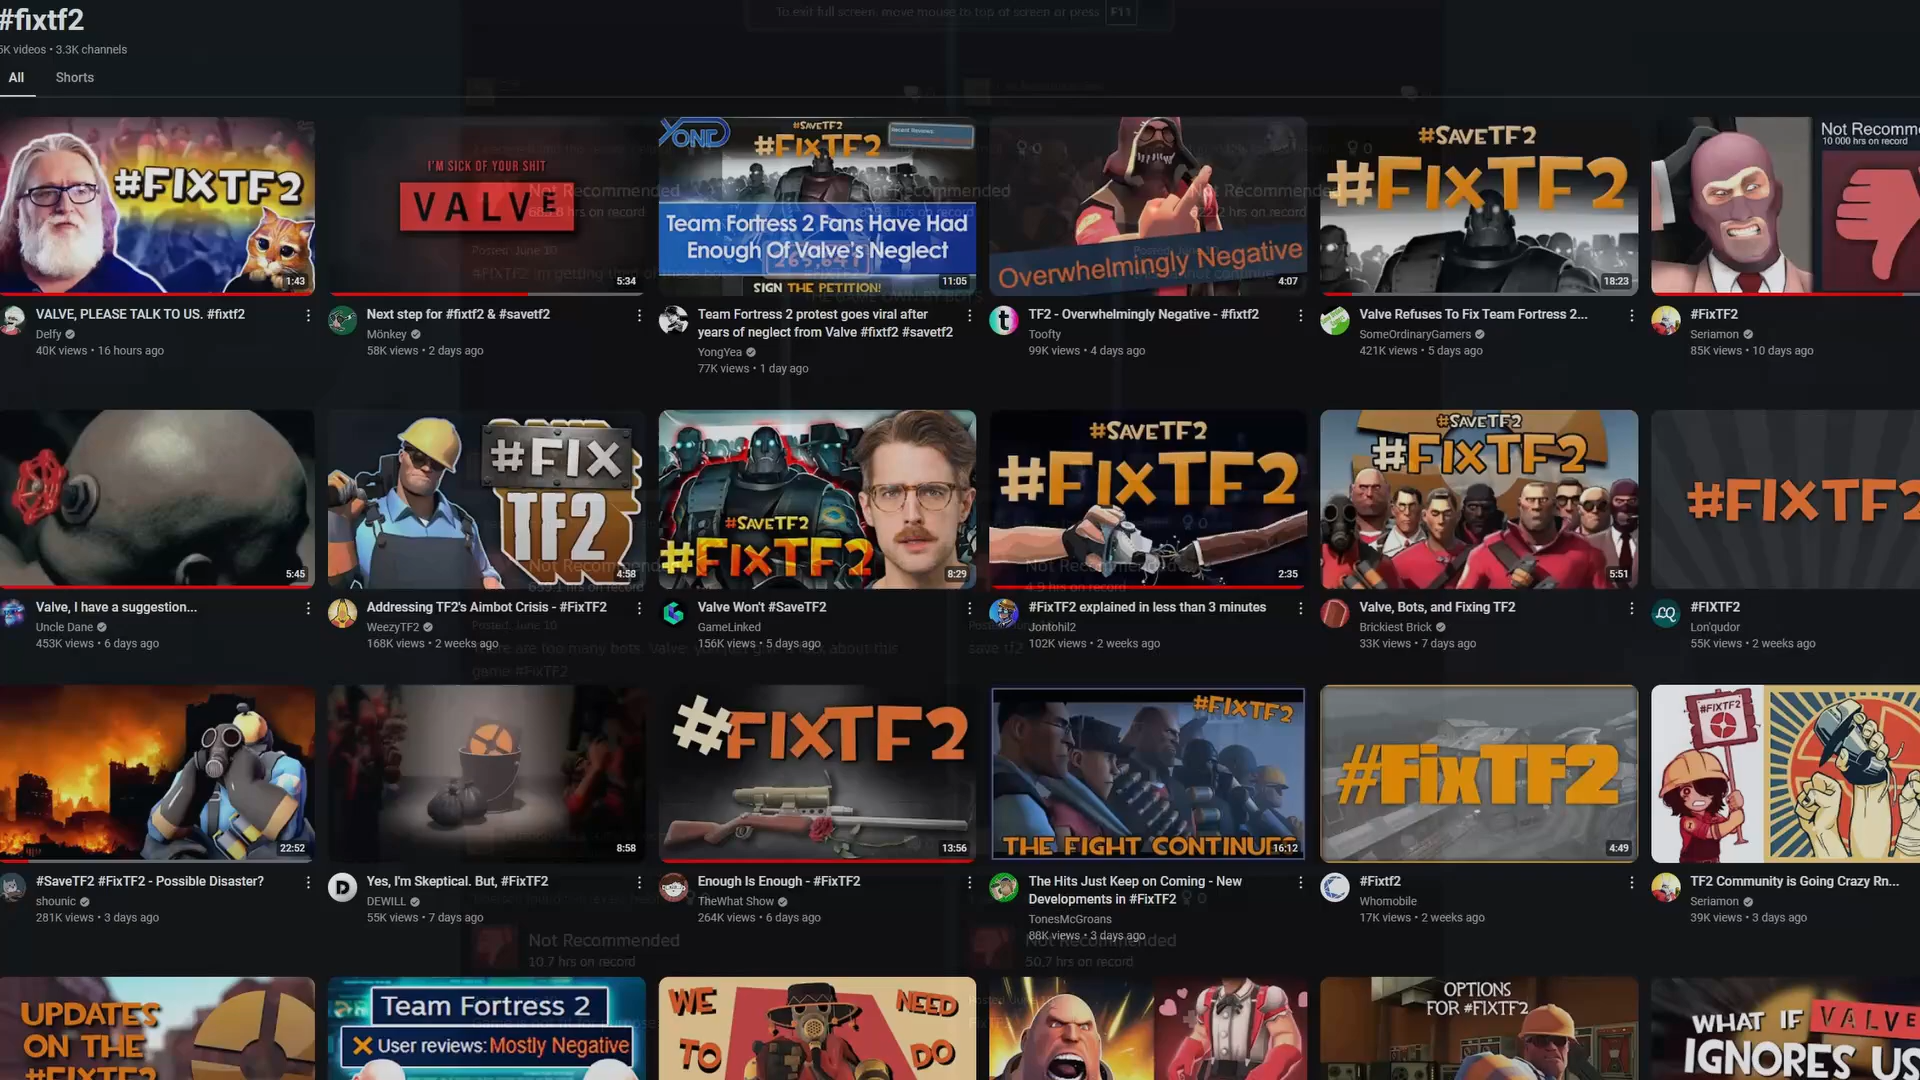 #fixtf2
5K videos • 3.3K channels
All
Shorts
To exit full screen, move mouse to top of screen or press F11
#FIXTF2
1:43
VALVE, PLEASE TALK TO US. #fixtf2
Delfy
40K views • 16 hours ago
I'M SICK OF YOUR SHIT
VALVE
5:34
Next step for #fixtf2 & #savetf2
Mönkey
58K views • 2 days ago
YONG
#SAVETF2
#FIXTF2
Team Fortress 2 Fans Have Had
Enough Of Valve's Neglect
SIGN THE PETITION!
11:05
Team Fortress 2 protest goes viral after
years of neglect from Valve #fixtf2 #savetf2
YongYea
77K views • 1 day ago
Overwhelmingly Negative
4:07
TF2 - Overwhelmingly Negative - #fixtf2
Toofty
99K views • 4 days ago
#SAVETF2
#FIXTF2
18:23
Valve Refuses To Fix Team Fortress 2...
SomeOrdinaryGamers
421K views • 5 days ago
Not Recomme
10 000 hrs on record
#FIXTF2
Seriamon
85K views • 10 days ago
Not Recommended
Not Recommended
Not Recommended
Posted: June 10
5:45
Valve, I have a suggestion...
Uncle Dane
453K views • 6 days ago
#FIX
TF2
4:58
Addressing TF2's Aimbot Crisis - #FIXTF2
WeezyTF2
168K views • 2 weeks ago
#SAVETF2
#FIXTF2
8:29
Valve Won't #SaveTF2
GameLinked
156K views • 5 days ago
#SAVETF2
#FIXTF2
2:35
#FixTF2 explained in less than 3 minutes
Jontohil2
102K views • 2 weeks ago
#SAVETF2
#FIXTF2
5:51
Valve, Bots, and Fixing TF2
Brickiest Brick
33K views • 7 days ago
#FIXTF2
LQ
#FIXTF2
Lon'qudor
55K views • 2 weeks ago
save tf2
game #FixTF2
22:52
#SaveTF2 #FixTF2 - Possible Disaster?
shounic
281K views • 3 days ago
8:58
D
Yes, I'm Skeptical. But, #FIXTF2
DEWILL
55K views • 7 days ago
#FIXTF2
13:56
Enough Is Enough - #FIXTF2
TheWhat Show
264K views • 6 days ago
#FIXTF2
THE FIGHT CONTINUES
16:12
The Hits Just Keep on Coming - New
Developments in #FIXTF2
TonesMcGroans
88K views • 3 days ago
#FixTF2
4:49
#Fixtf2
Whomobile
17K views • 2 weeks ago
#FIXTF2
TF2 Community is Going Crazy Rn...
Seriamon
39K views • 3 days ago
Not Recommended
10.7 hrs on record
Not Recommended
50.7 hrs on record
UPDATES
ON THE
#FIXTF2
Team Fortress 2
User reviews: Mostly Negative
WE NEED
TO DO
OPTIONS
FOR #FIXTF2
WHAT IF VALVE
IGNORES US